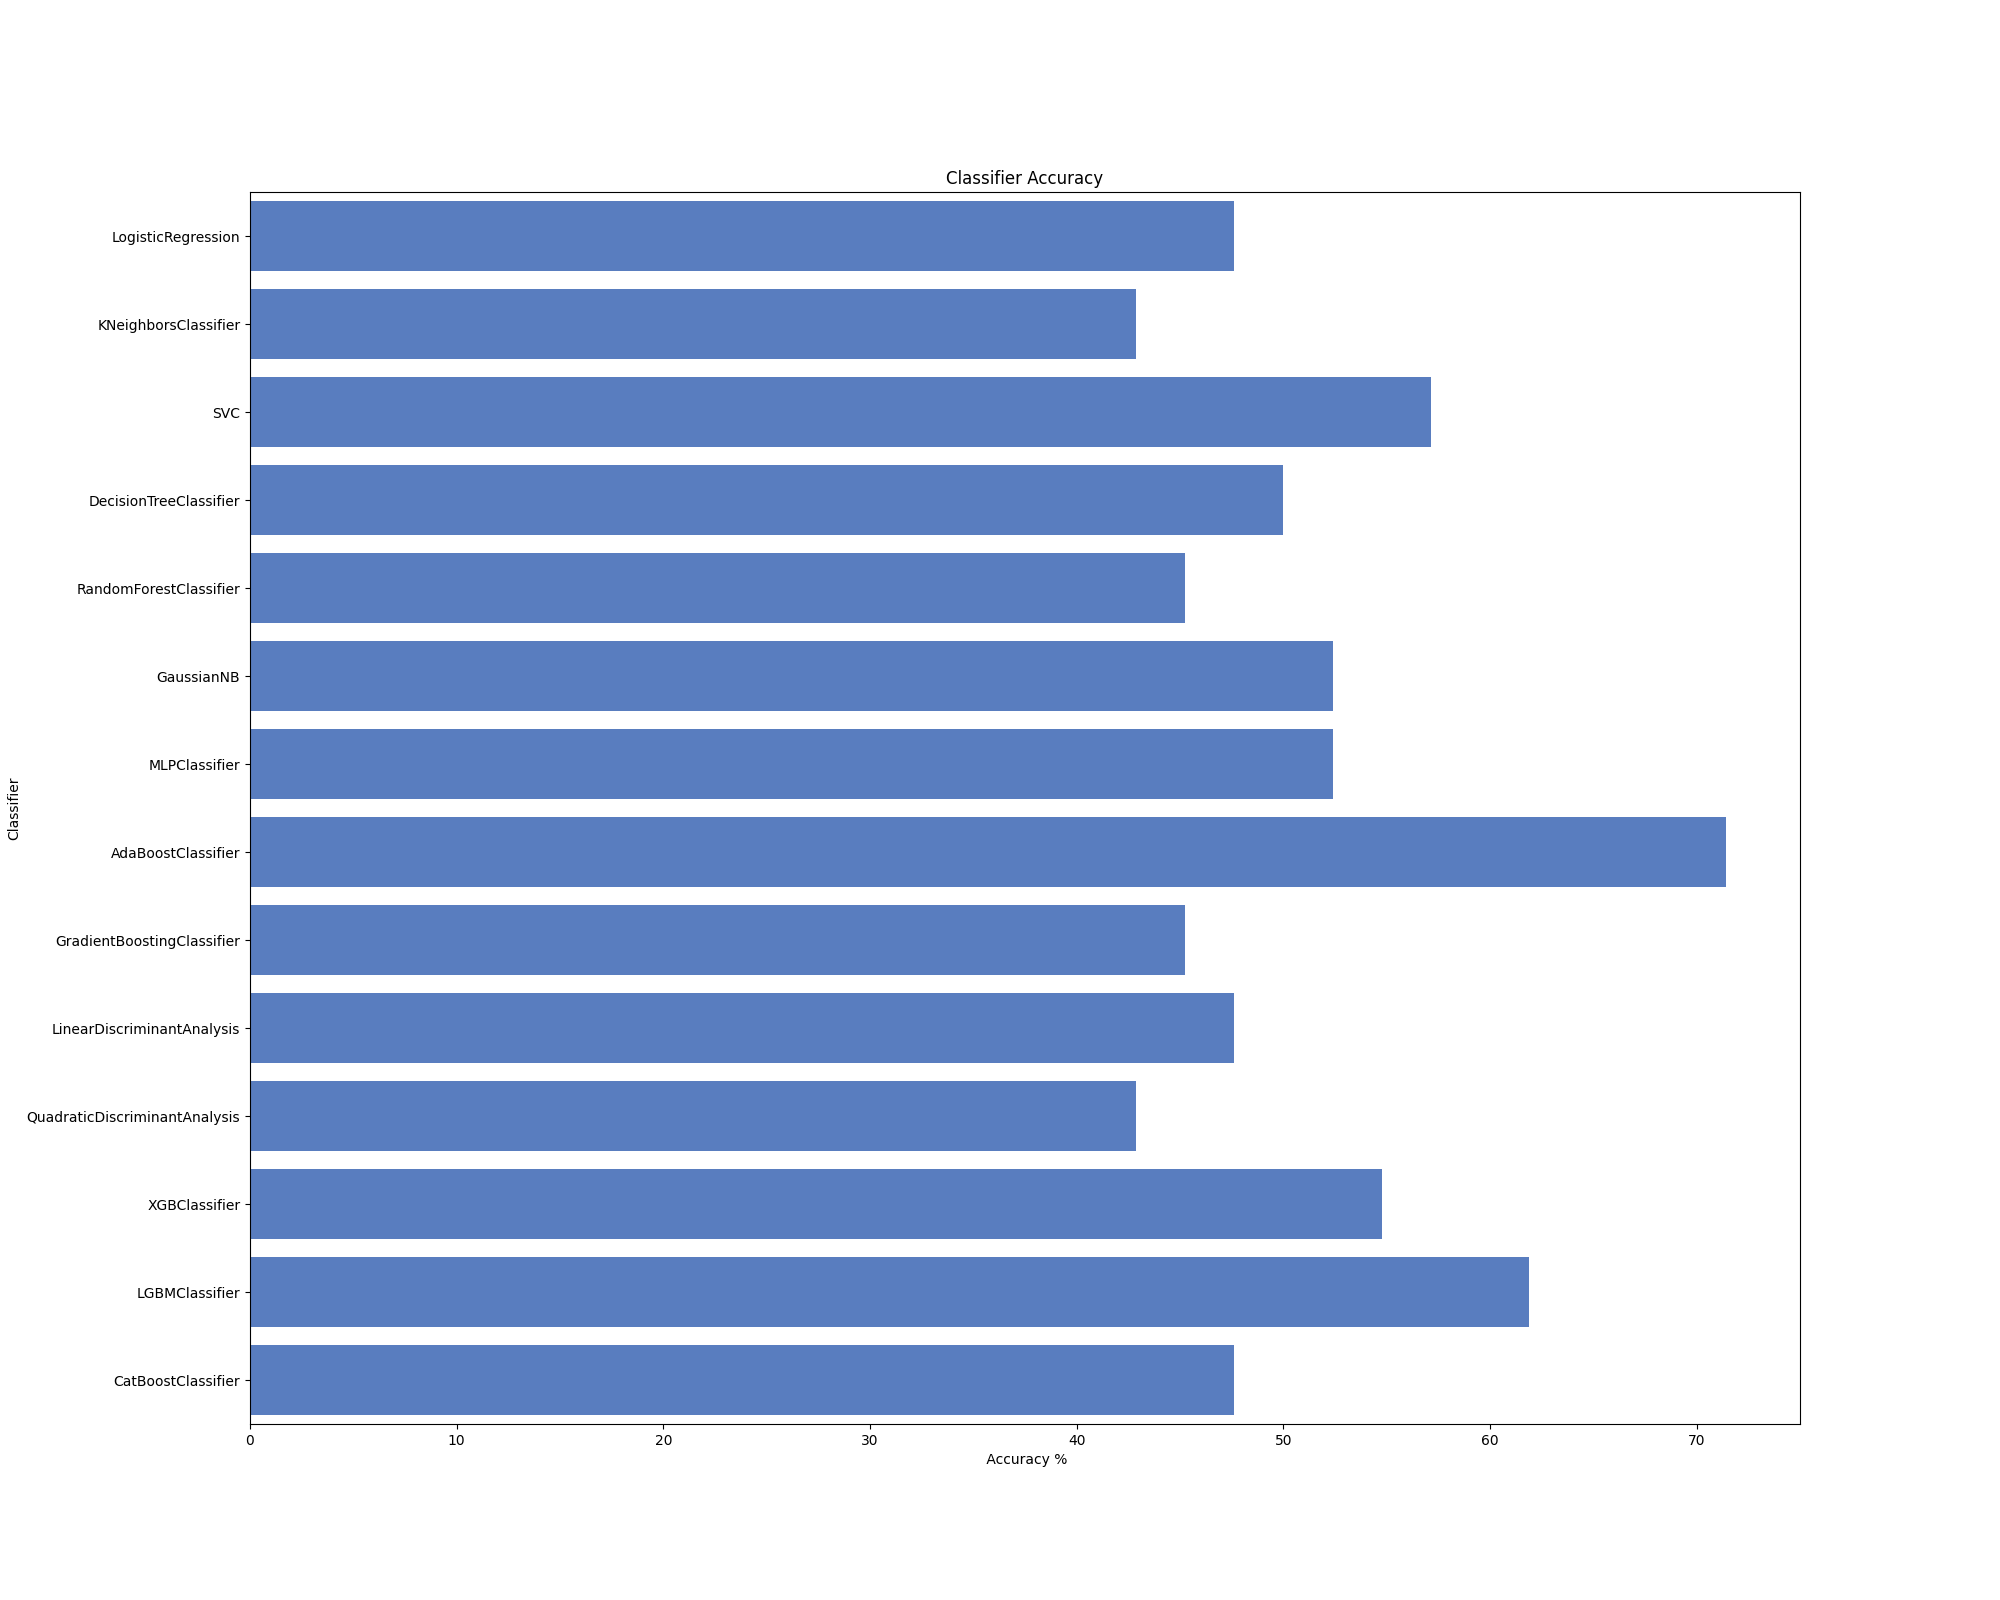 Classifier Accuracy
LogisticRegression
KNeighborsClassifier
SVC
DecisionTreeClassifier
RandomForestClassifier
GaussianNB
MLPClassifier
Classifier
AdaBoostClassifier
GradientBoostingClassifier
LinearDiscriminantAnalysis
QuadraticDiscriminantAnalysis
XGBClassifier
LGBMClassifier
CatBoostClassifier
0 10 20 30 40 50 60 70
Accuracy %